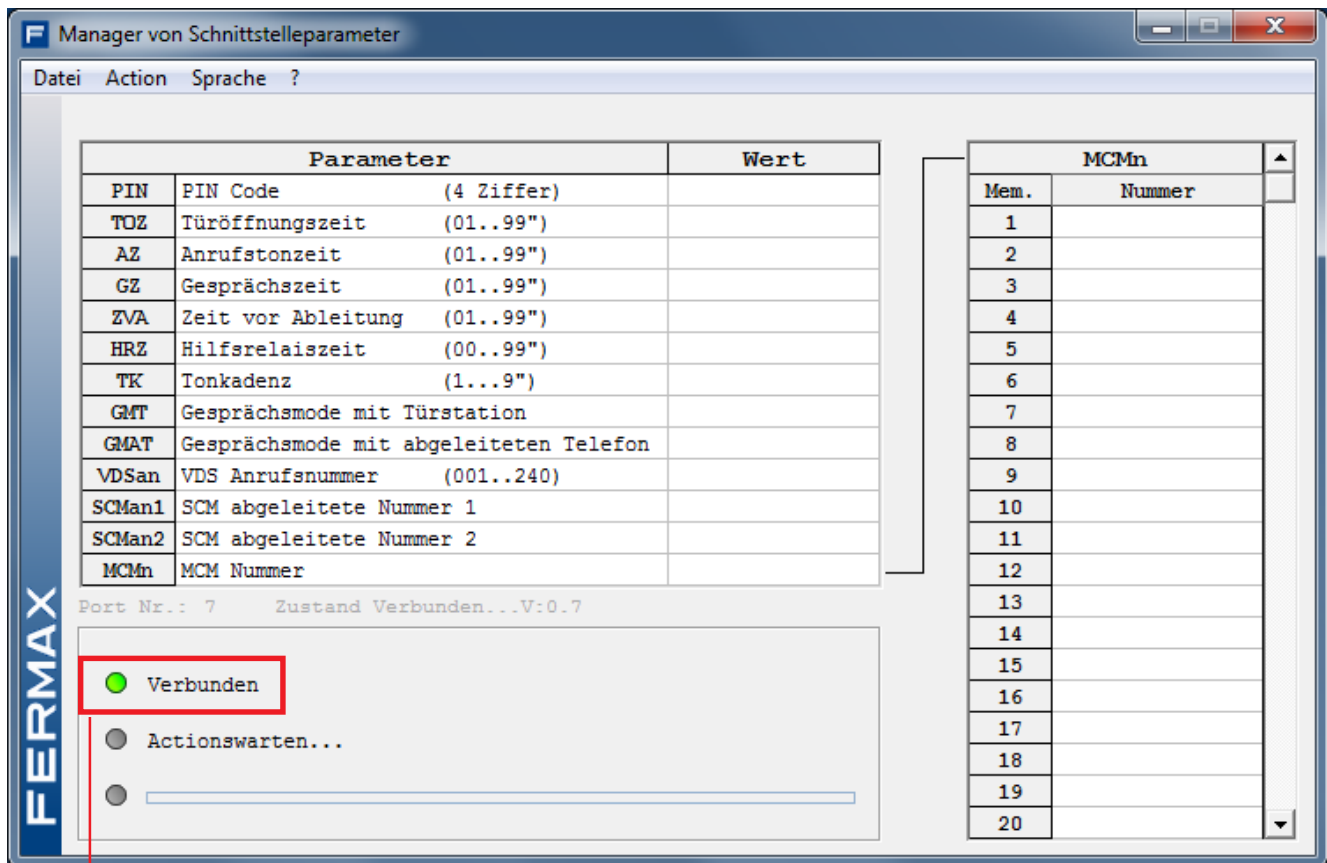 Manager von Schnittstelleparameter
Datei Action Sprache ?
Parameter Wert
PIN PIN Code (4 Ziffer)
TOZ Türöffnungszeit (01..99")
AZ Anrufstonzeit (01..99")
GZ Gesprächszeit (01..99")
ZVA Zeit vor Ableitung (01..99")
HRZ Hilfsrelaiszeit (00..99")
TK Tonkadenz (1...9")
GMT Gesprächsmode mit Türstation
GMAT Gesprächsmode mit abgeleiteten Telefon
VDSan VDS Anrufsnummer (001..240)
SCMan1 SCM abgeleitete Nummer 1
SCMan2 SCM abgeleitete Nummer 2
MCMn MCM Nummer
Port Nr.: 7 Zustand Verbunden...V:0.7
Verbunden
Actionswarten...
MCMn
Mem. Nummer
1
2
3
4
5
6
7
8
9
10
11
12
13
14
15
16
17
18
19
20
FERMAX